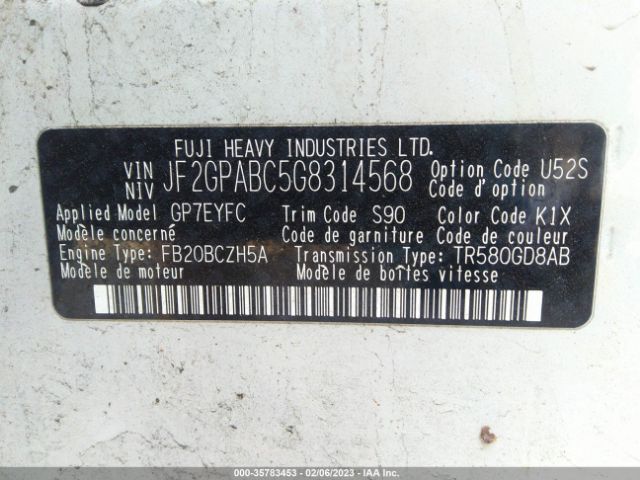 FUJI HEAVY INDUSTRIES LTD.
VIN NIV JF2GPABC5G8314568 Option Code U52S
Code d'option
Applied Model GP7EYFC Trim Code S90 Color Code K1X
Modèle concerné Code de garniture Code de couleur
Engine Type: FB20BCZH5A Transmission Type: TR580GD8AB
Modèle de moteur Modèle de boîtes vitesse
000-35783453 - 02/06/2023 - IAA Inc.